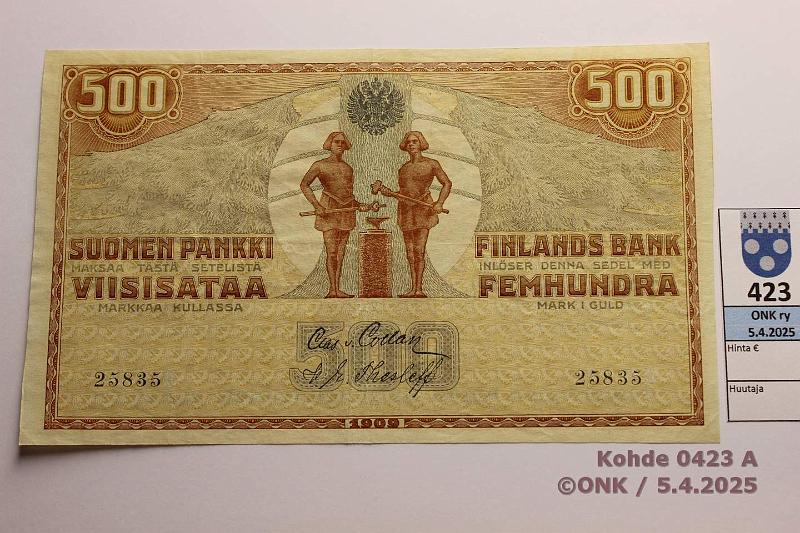 500
500
SUOMEN PANKKI
MAKSAA TÄSTÄ SETELISTÄ
VIISISATAA
MARKKAA KULLASSA
FINLANDS BANK
INLÖSER DENNA SEDEL MED
FEMHUNDRA
MARK I GULD
500
25835
25835
1909
423
ONK ry
5.4.2025
Hinta €
Huutaja
Kohde 0423 A
©ONK / 5.4.2025